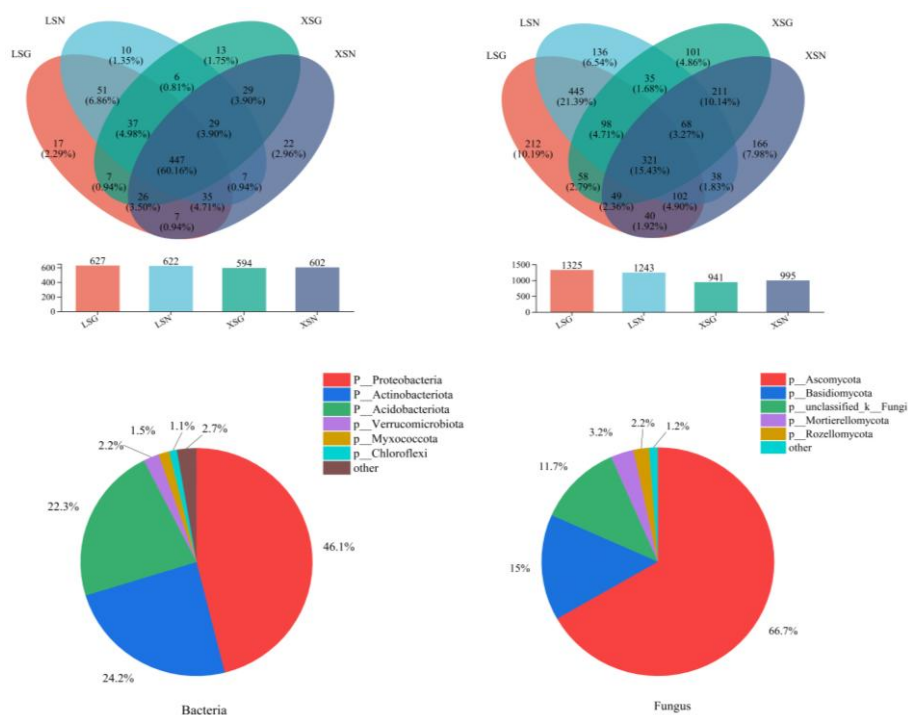 LSN
XSG
LSG
XSN
10
(1.35%)
13
(1.75%)
6
(0.81%)
51
(6.86%)
29
(3.90%)
37
(4.98%)
29
(3.90%)
17
(2.29%)
22
(2.96%)
447
(60.16%)
7
(0.94%)
7
(0.94%)
26
(3.50%)
35
(4.71%)
7
(0.94%)
600
400
200
0
627
622
594
602
LSG
LSN
XSG
XSN
LSN
XSG
LSG
XSN
136
(6.54%)
101
(4.86%)
35
(1.68%)
445
(21.39%)
211
(10.14%)
98
(4.71%)
68
(3.27%)
212
(10.19%)
166
(7.98%)
321
(15.43%)
58
(2.79%)
38
(1.83%)
49
(2.36%)
102
(4.90%)
40
(1.92%)
1500
1000
500
0
1325
1243
941
995
LSG
LSN
XSG
XSN
P__Proteobacteria
P__Actinobacteriota
P__Acidobacteriota
p__Verrucomicrobiota
p__Myxococcota
p__Chloroflexi
other
1.5%
1.1%
2.7%
2.2%
22.3%
46.1%
24.2%
Bacteria
p__Ascomycota
p__Basidiomycota
p__unclassified_k__Fungi
p__Mortierellomycota
p__Rozellomycota
other
2.2%
1.2%
3.2%
11.7%
15%
66.7%
Fungus